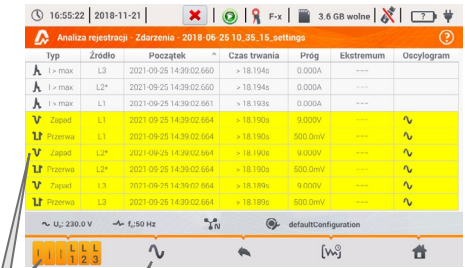 16:55:22 2018-11-21 F-x 3.6 GB wolne ?
Analiza rejestracji - Zdarzenia - 2018-06-25 10_35_15_settings ?
Typ Źródło Początek Czas trwania Próg Ekstremum Oscylogram
I > max L3 2021-09-25 14:39:02.660 > 18.194s 0.000A ---
I > max L2* 2021-09-25 14:39:02.660 > 18.194s 0.000A ---
I > max L1 2021-09-25 14:39:02.661 > 18.193s 0.000A ---
Zapad L1 2021-09-25 14:39:02.664 > 18.190s 9.000V ---
Przerwa L1 2021-09-25 14:39:02.664 > 18.190s 500.0mV ---
Zapad L2* 2021-09-25 14:39:02.664 > 18.190s 9.000V ---
Przerwa L2* 2021-09-25 14:39:02.664 > 18.190s 500.0mV ---
Zapad L3 2021-09-25 14:39:02.664 > 18.189s 9.000V ---
Przerwa L3 2021-09-25 14:39:02.664 > 18.189s 500.0mV ---
Uₙ: 230.0 V fₙ:50 Hz N defaultConfiguration
L L L
1 2 3